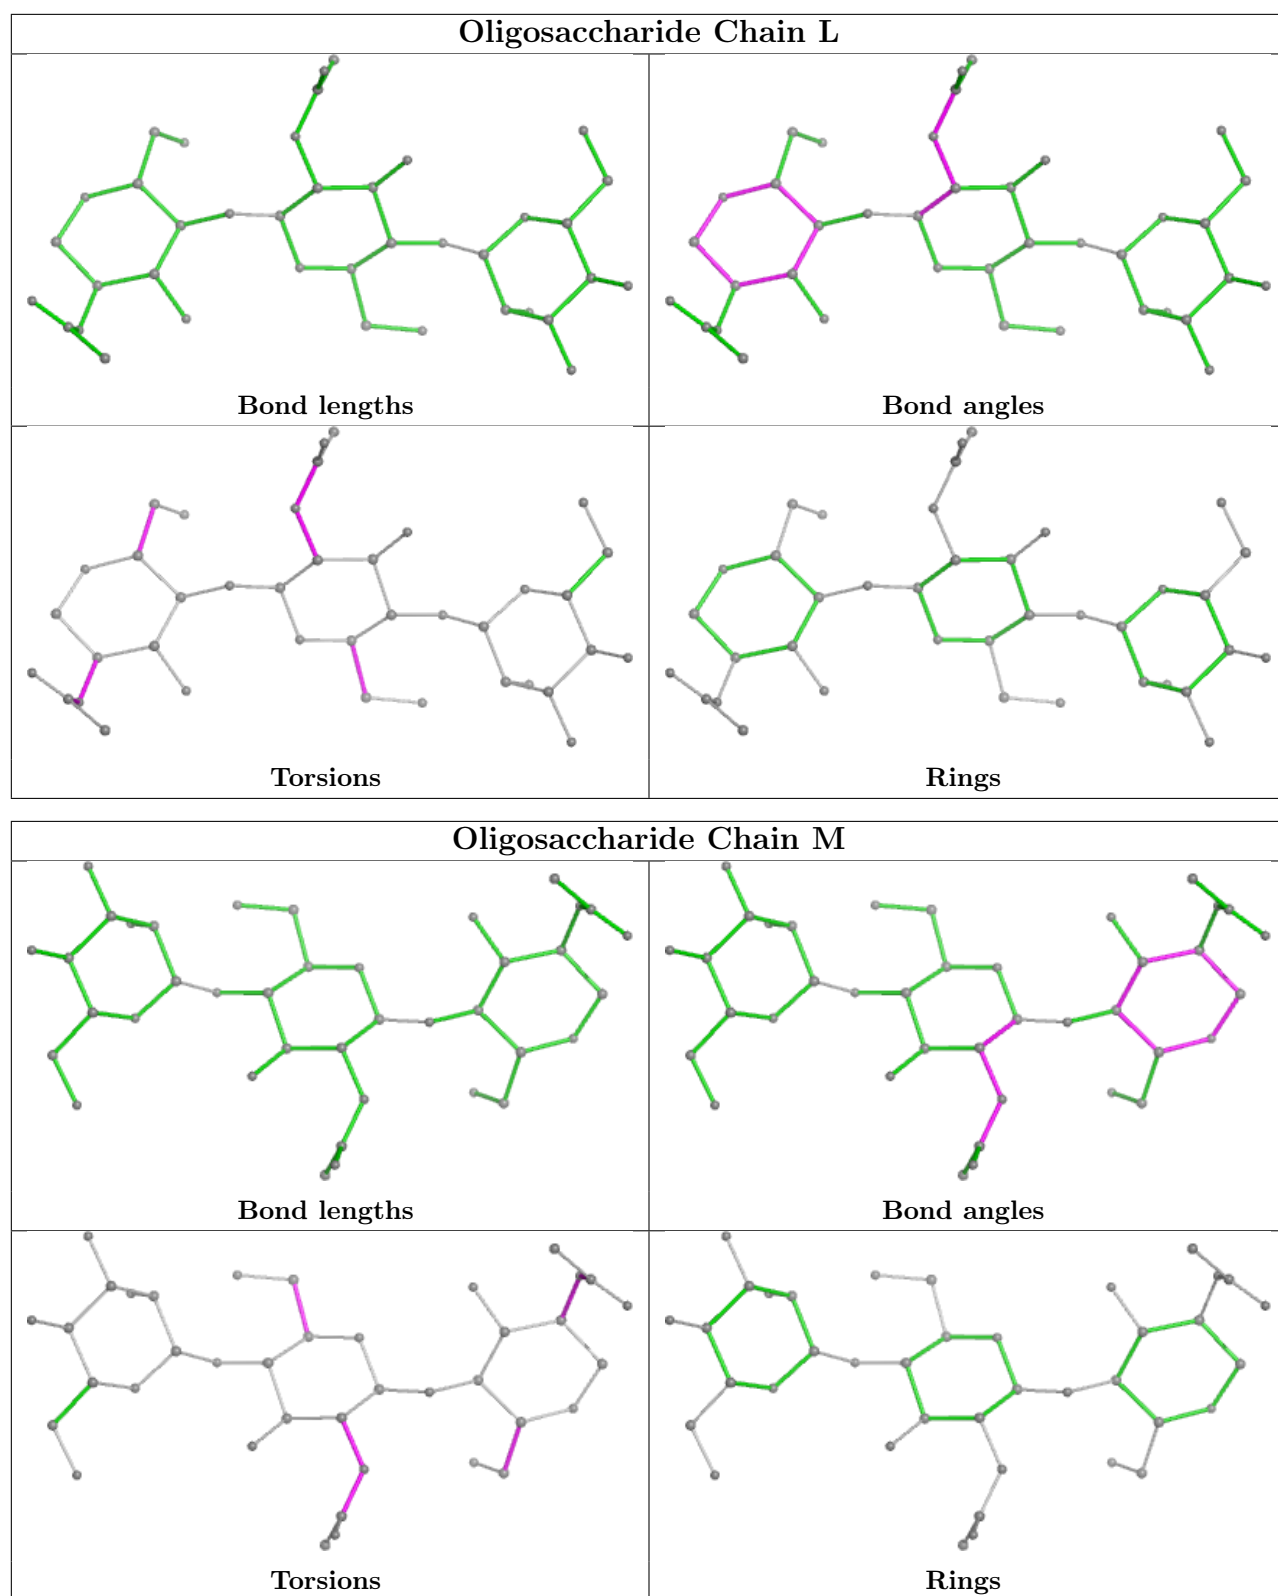 Oligosaccharide Chain L
Bond lengths
Bond angles
Torsions
Rings
Oligosaccharide Chain M
Bond lengths
Bond angles
Torsions
Rings